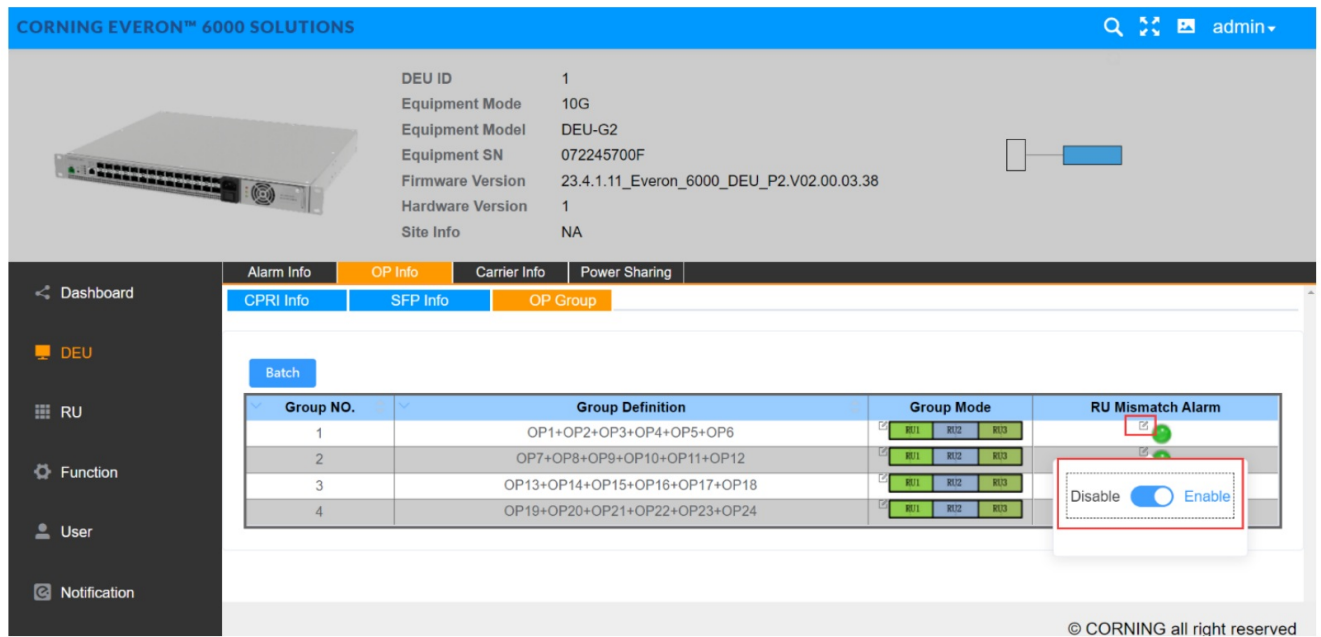 CORNING EVERON™ 6000 SOLUTIONS
admin
DEU ID 1
Equipment Mode 10G
Equipment Model DEU-G2
Equipment SN 072245700F
Firmware Version 23.4.1.11_Everon_6000_DEU_P2.V02.00.03.38
Hardware Version 1
Site Info NA
Dashboard
DEU
RU
Function
User
Notification
Alarm Info OP Info Carrier Info Power Sharing
CPRI Info SFP Info OP Group
Batch
Group NO. Group Definition Group Mode RU Mismatch Alarm
1 OP1+OP2+OP3+OP4+OP5+OP6 RU1 RU2 RU3
2 OP7+OP8+OP9+OP10+OP11+OP12 RU1 RU2 RU3
3 OP13+OP14+OP15+OP16+OP17+OP18 RU1 RU2 RU3
4 OP19+OP20+OP21+OP22+OP23+OP24 RU1 RU2 RU3
Disable Enable
© CORNING all right reserved